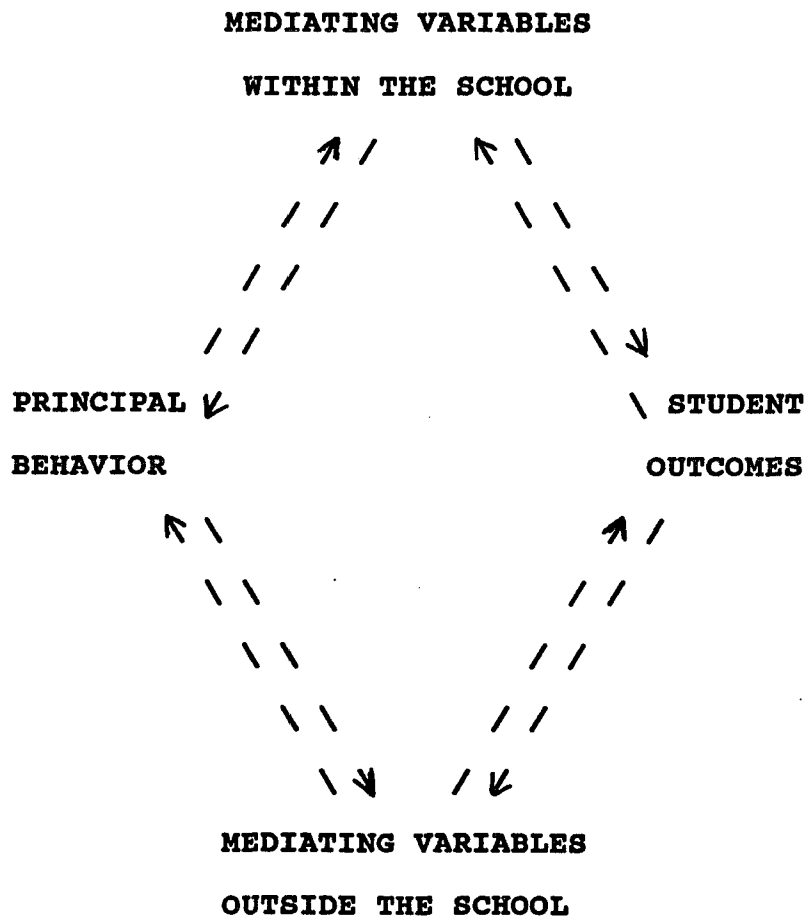 MEDIATING VARIABLES
WITHIN THE SCHOOL
PRINCIPAL
BEHAVIOR
STUDENT
OUTCOMES
MEDIATING VARIABLES
OUTSIDE THE SCHOOL